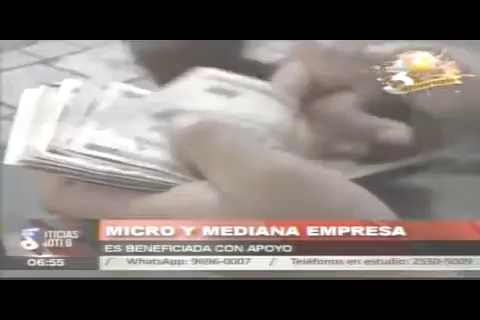 MICRO Y MEDIANA EMPRESA
ES BENEFICIADA CON APOYO
06:55
WhatsApp: 9696-0007 / Teléfonos en estudio: 2550-5009